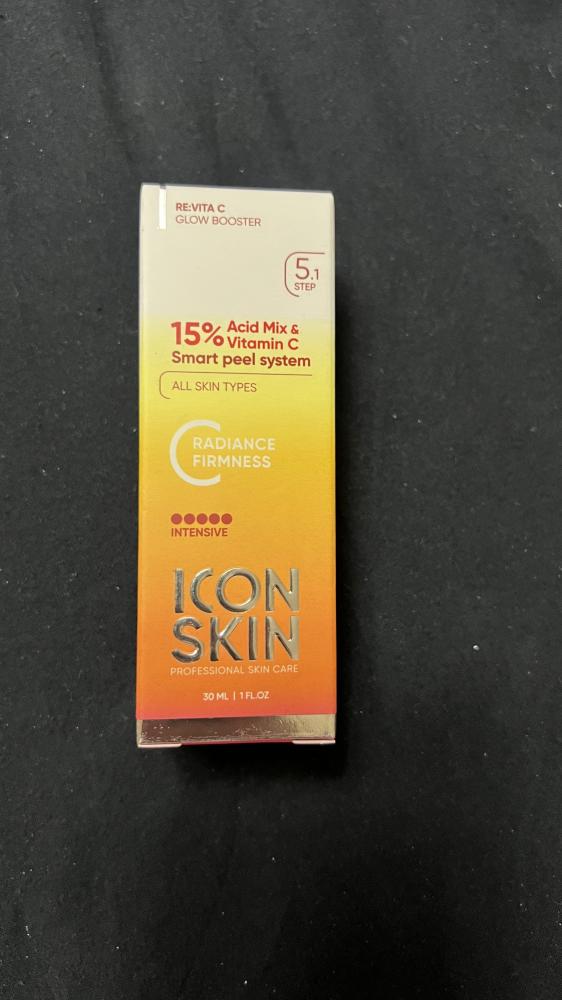 RE:VITA C
GLOW BOOSTER
5.1
STEP
15% Acid Mix &
Vitamin C
Smart peel system
ALL SKIN TYPES
C RADIANCE
FIRMNESS
INTENSIVE
ICON
SKIN
PROFESSIONAL SKIN CARE
30 ML | 1 FL.OZ